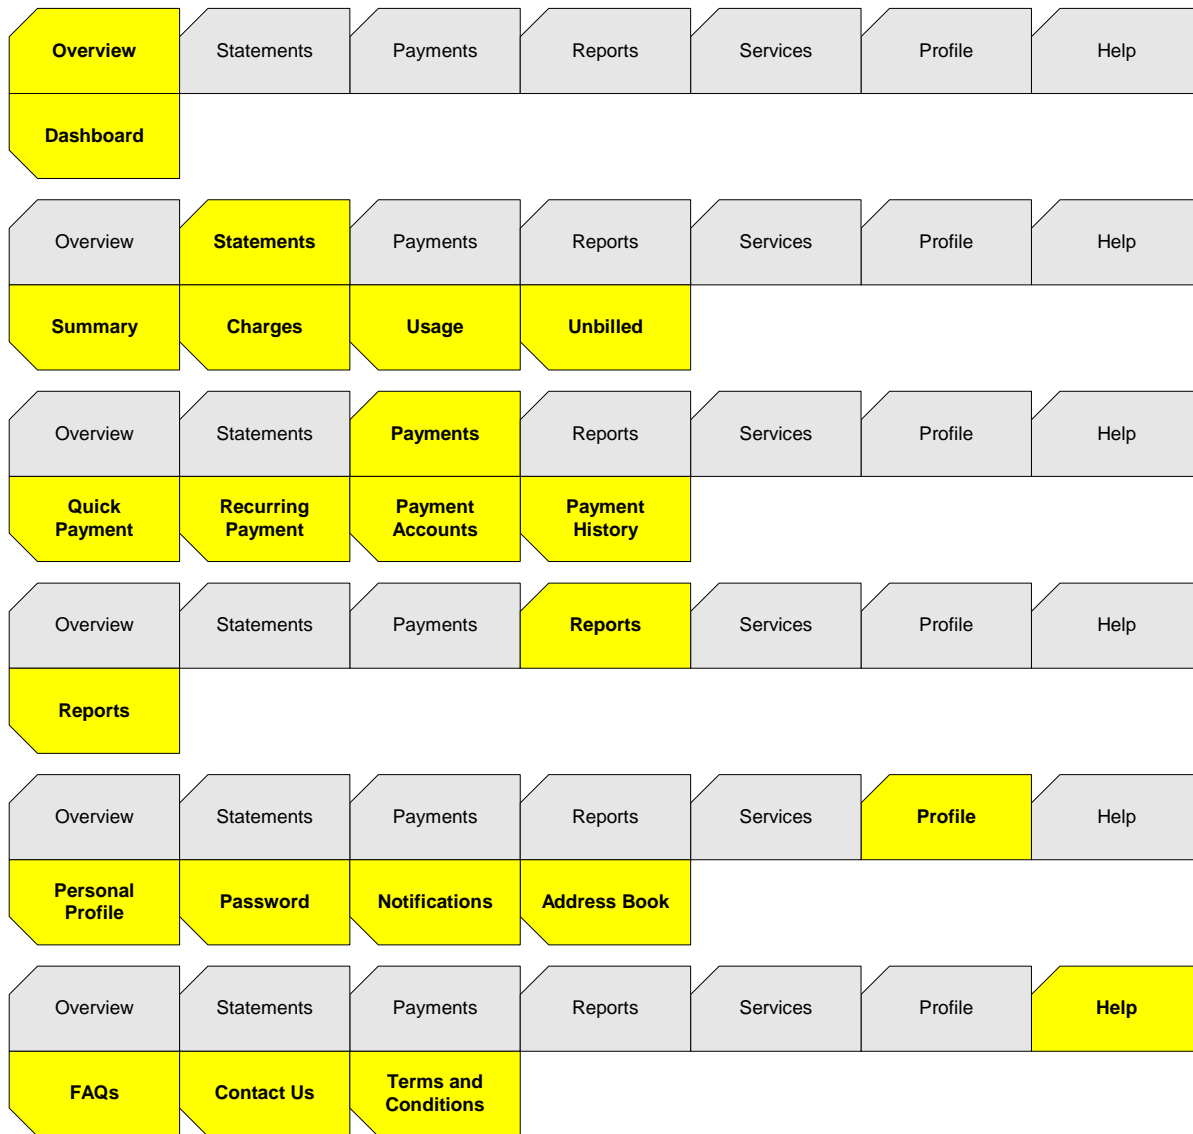 Overview Statements Payments Reports Services Profile Help
Dashboard
Overview Statements Payments Reports Services Profile Help
Summary Charges Usage Unbilled
Overview Statements Payments Reports Services Profile Help
Quick Recurring Payment Payment
Payment Payment Accounts History
Overview Statements Payments Reports Services Profile Help
Reports
Overview Statements Payments Reports Services Profile Help
Personal
Profile Password Notifications Address Book
Overview Statements Payments Reports Services Profile Help
FAQs Contact Us Terms and
Conditions